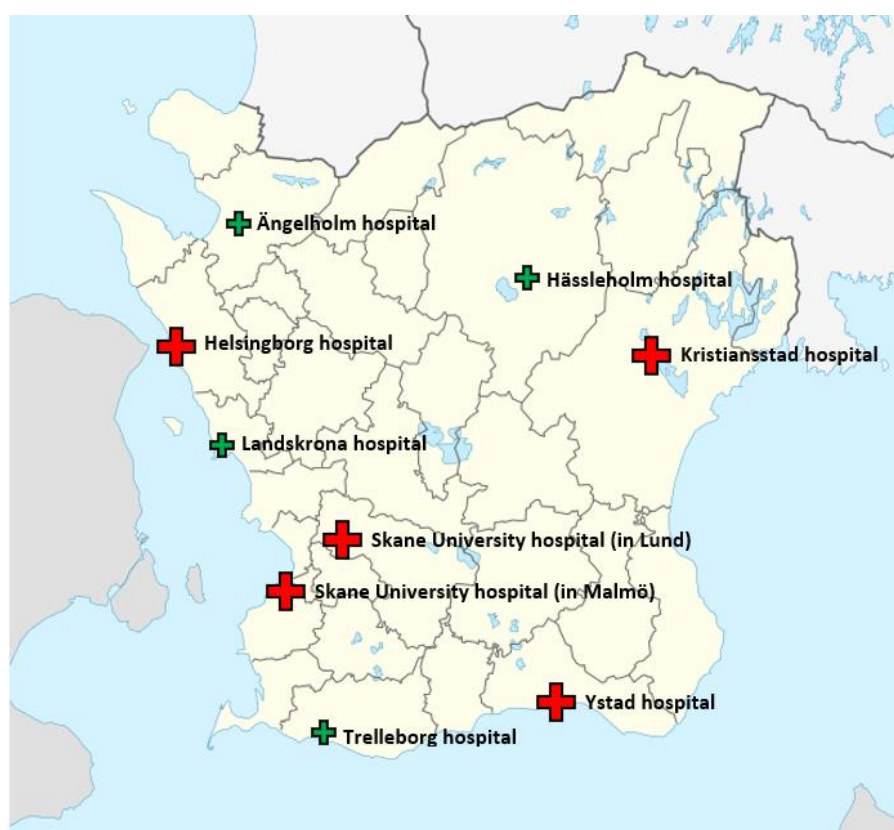 Ängelholm hospital
Hässleholm hospital
Helsingborg hospital
Kristiansstad hospital
Landskrona hospital
Skane University hospital (in Lund)
Skane University hospital (in Malmö)
Ystad hospital
Trelleborg hospital